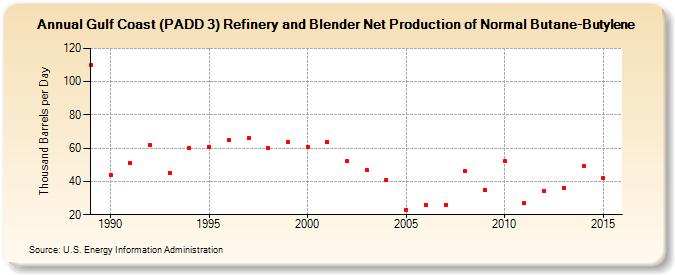 Annual Gulf Coast (PADD 3) Refinery and Blender Net Production of Normal Butane-Butylene
Thousand Barrels per Day
120
100
80
60
40
20
1990 1995 2000 2005 2010 2015
Source: U.S. Energy Information Administration